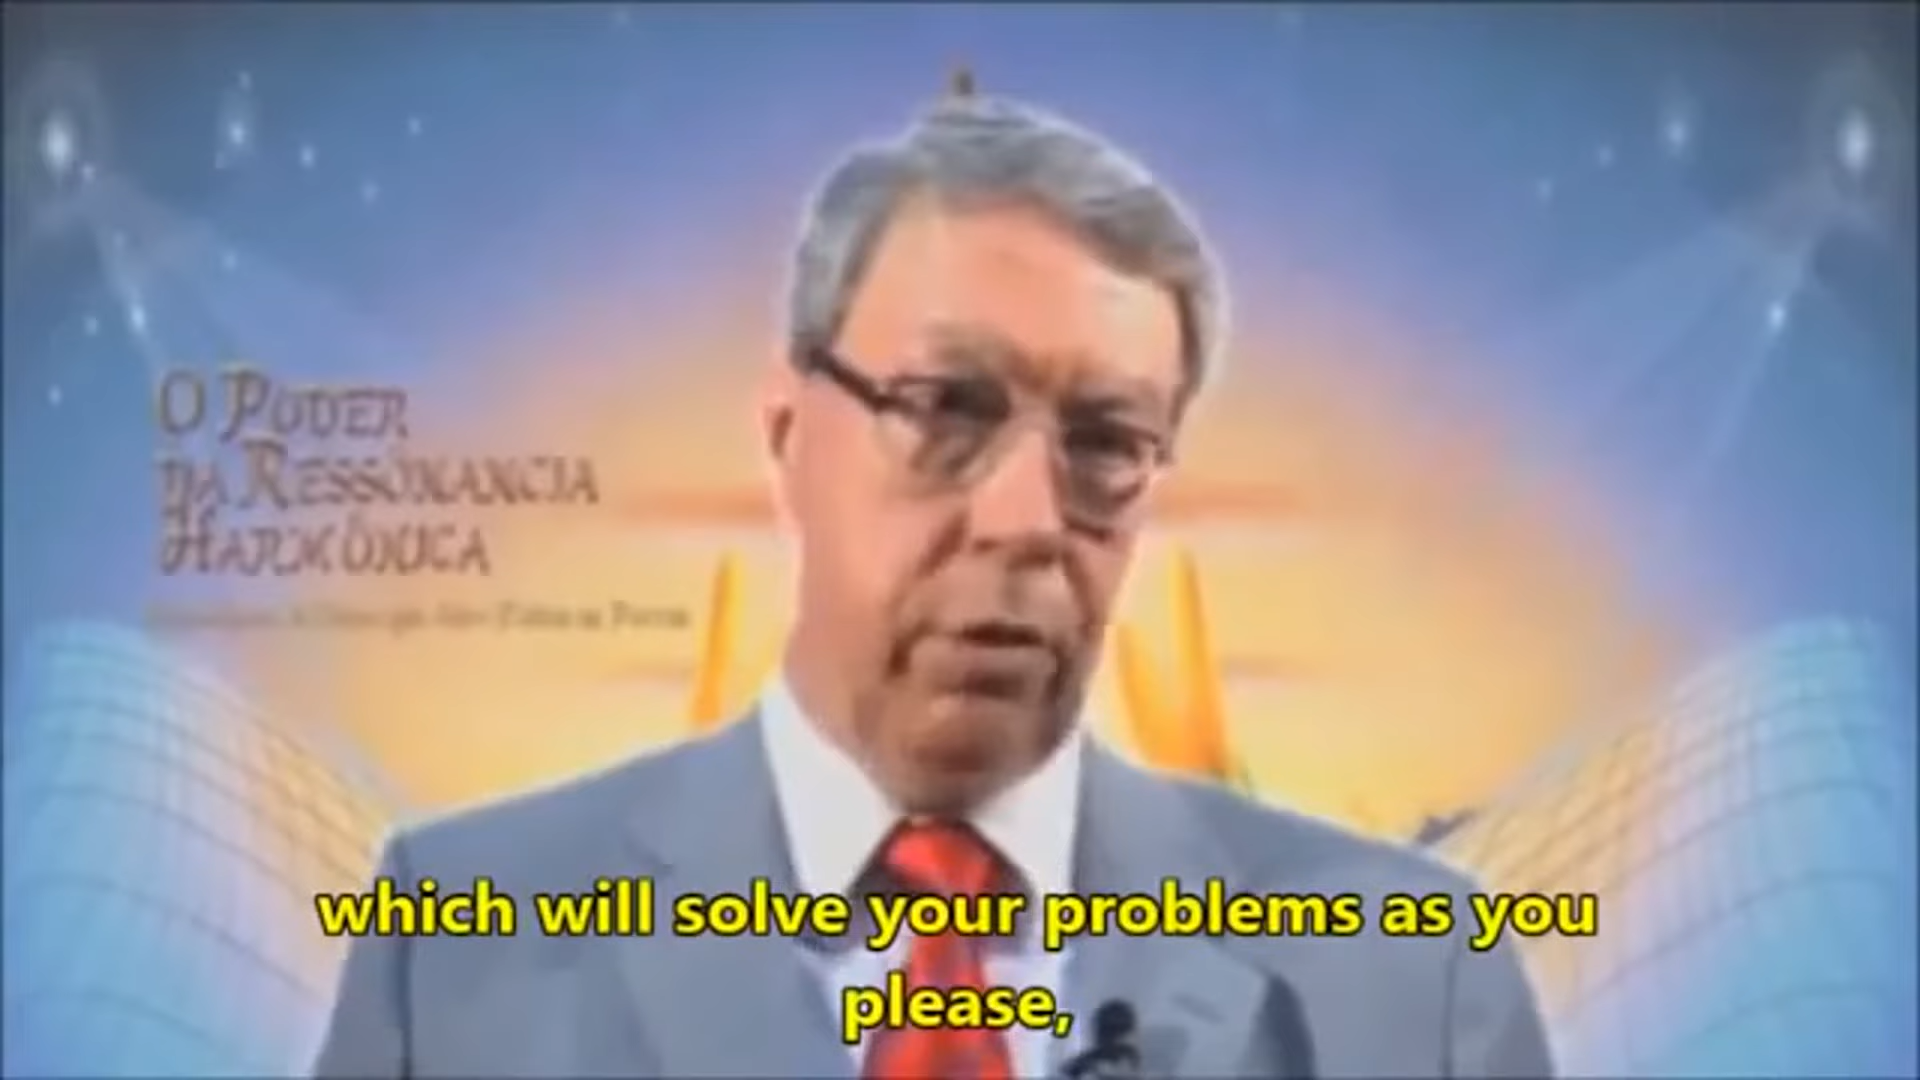 O PODER
DA RESSONANCIA
HARMÔNICA
which will solve your problems as you
please,